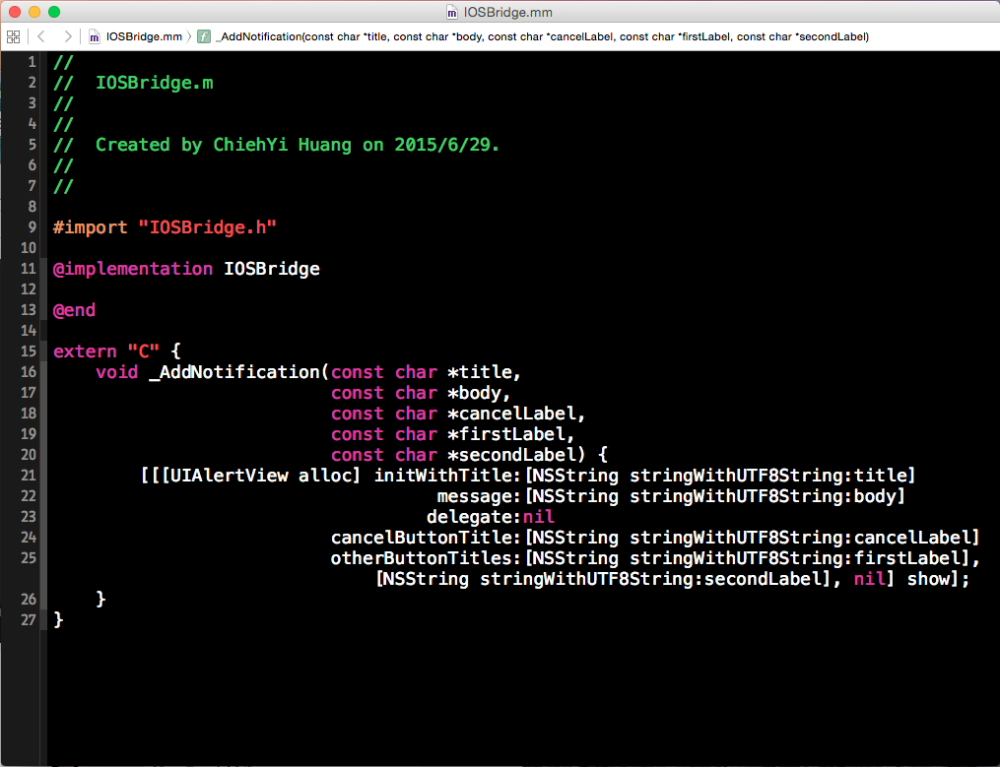 IOSBridge.mm
IOSBridge.mm 〉 f _AddNotification(const char *title, const char *body, const char *cancelLabel, const char *firstLabel, const char *secondLabel)
1 //
2 //  IOSBridge.m
3 //
4 //
5 //  Created by ChiehYi Huang on 2015/6/29.
6 //
7 //
8
9 #import "IOSBridge.h"
10
11 @implementation IOSBridge
12
13 @end
14
15 extern "C" {
16     void _AddNotification(const char *title,
17                           const char *body,
18                           const char *cancelLabel,
19                           const char *firstLabel,
20                           const char *secondLabel) {
21         [[[UIAlertView alloc] initWithTitle:[NSString stringWithUTF8String:title]
22                                     message:[NSString stringWithUTF8String:body]
23                                    delegate:nil
24                           cancelButtonTitle:[NSString stringWithUTF8String:cancelLabel]
25                           otherButtonTitles:[NSString stringWithUTF8String:firstLabel],
                              [NSString stringWithUTF8String:secondLabel], nil] show];
26     }
27 }